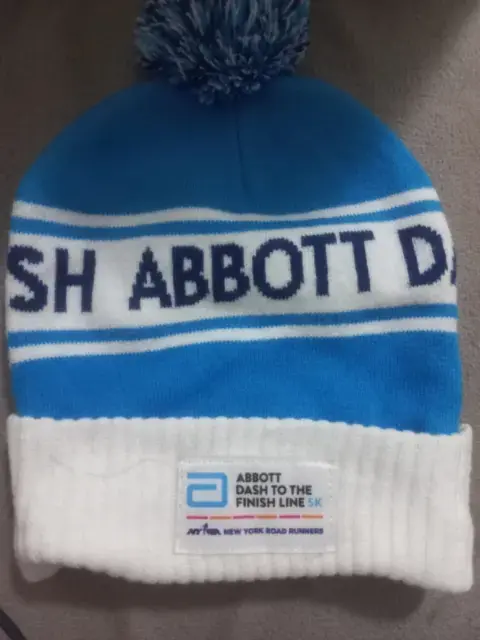 SH ABBOTT DA
ABBOTT
DASH TO THE
FINISH LINE 5K
NEW YORK ROAD RUNNERS